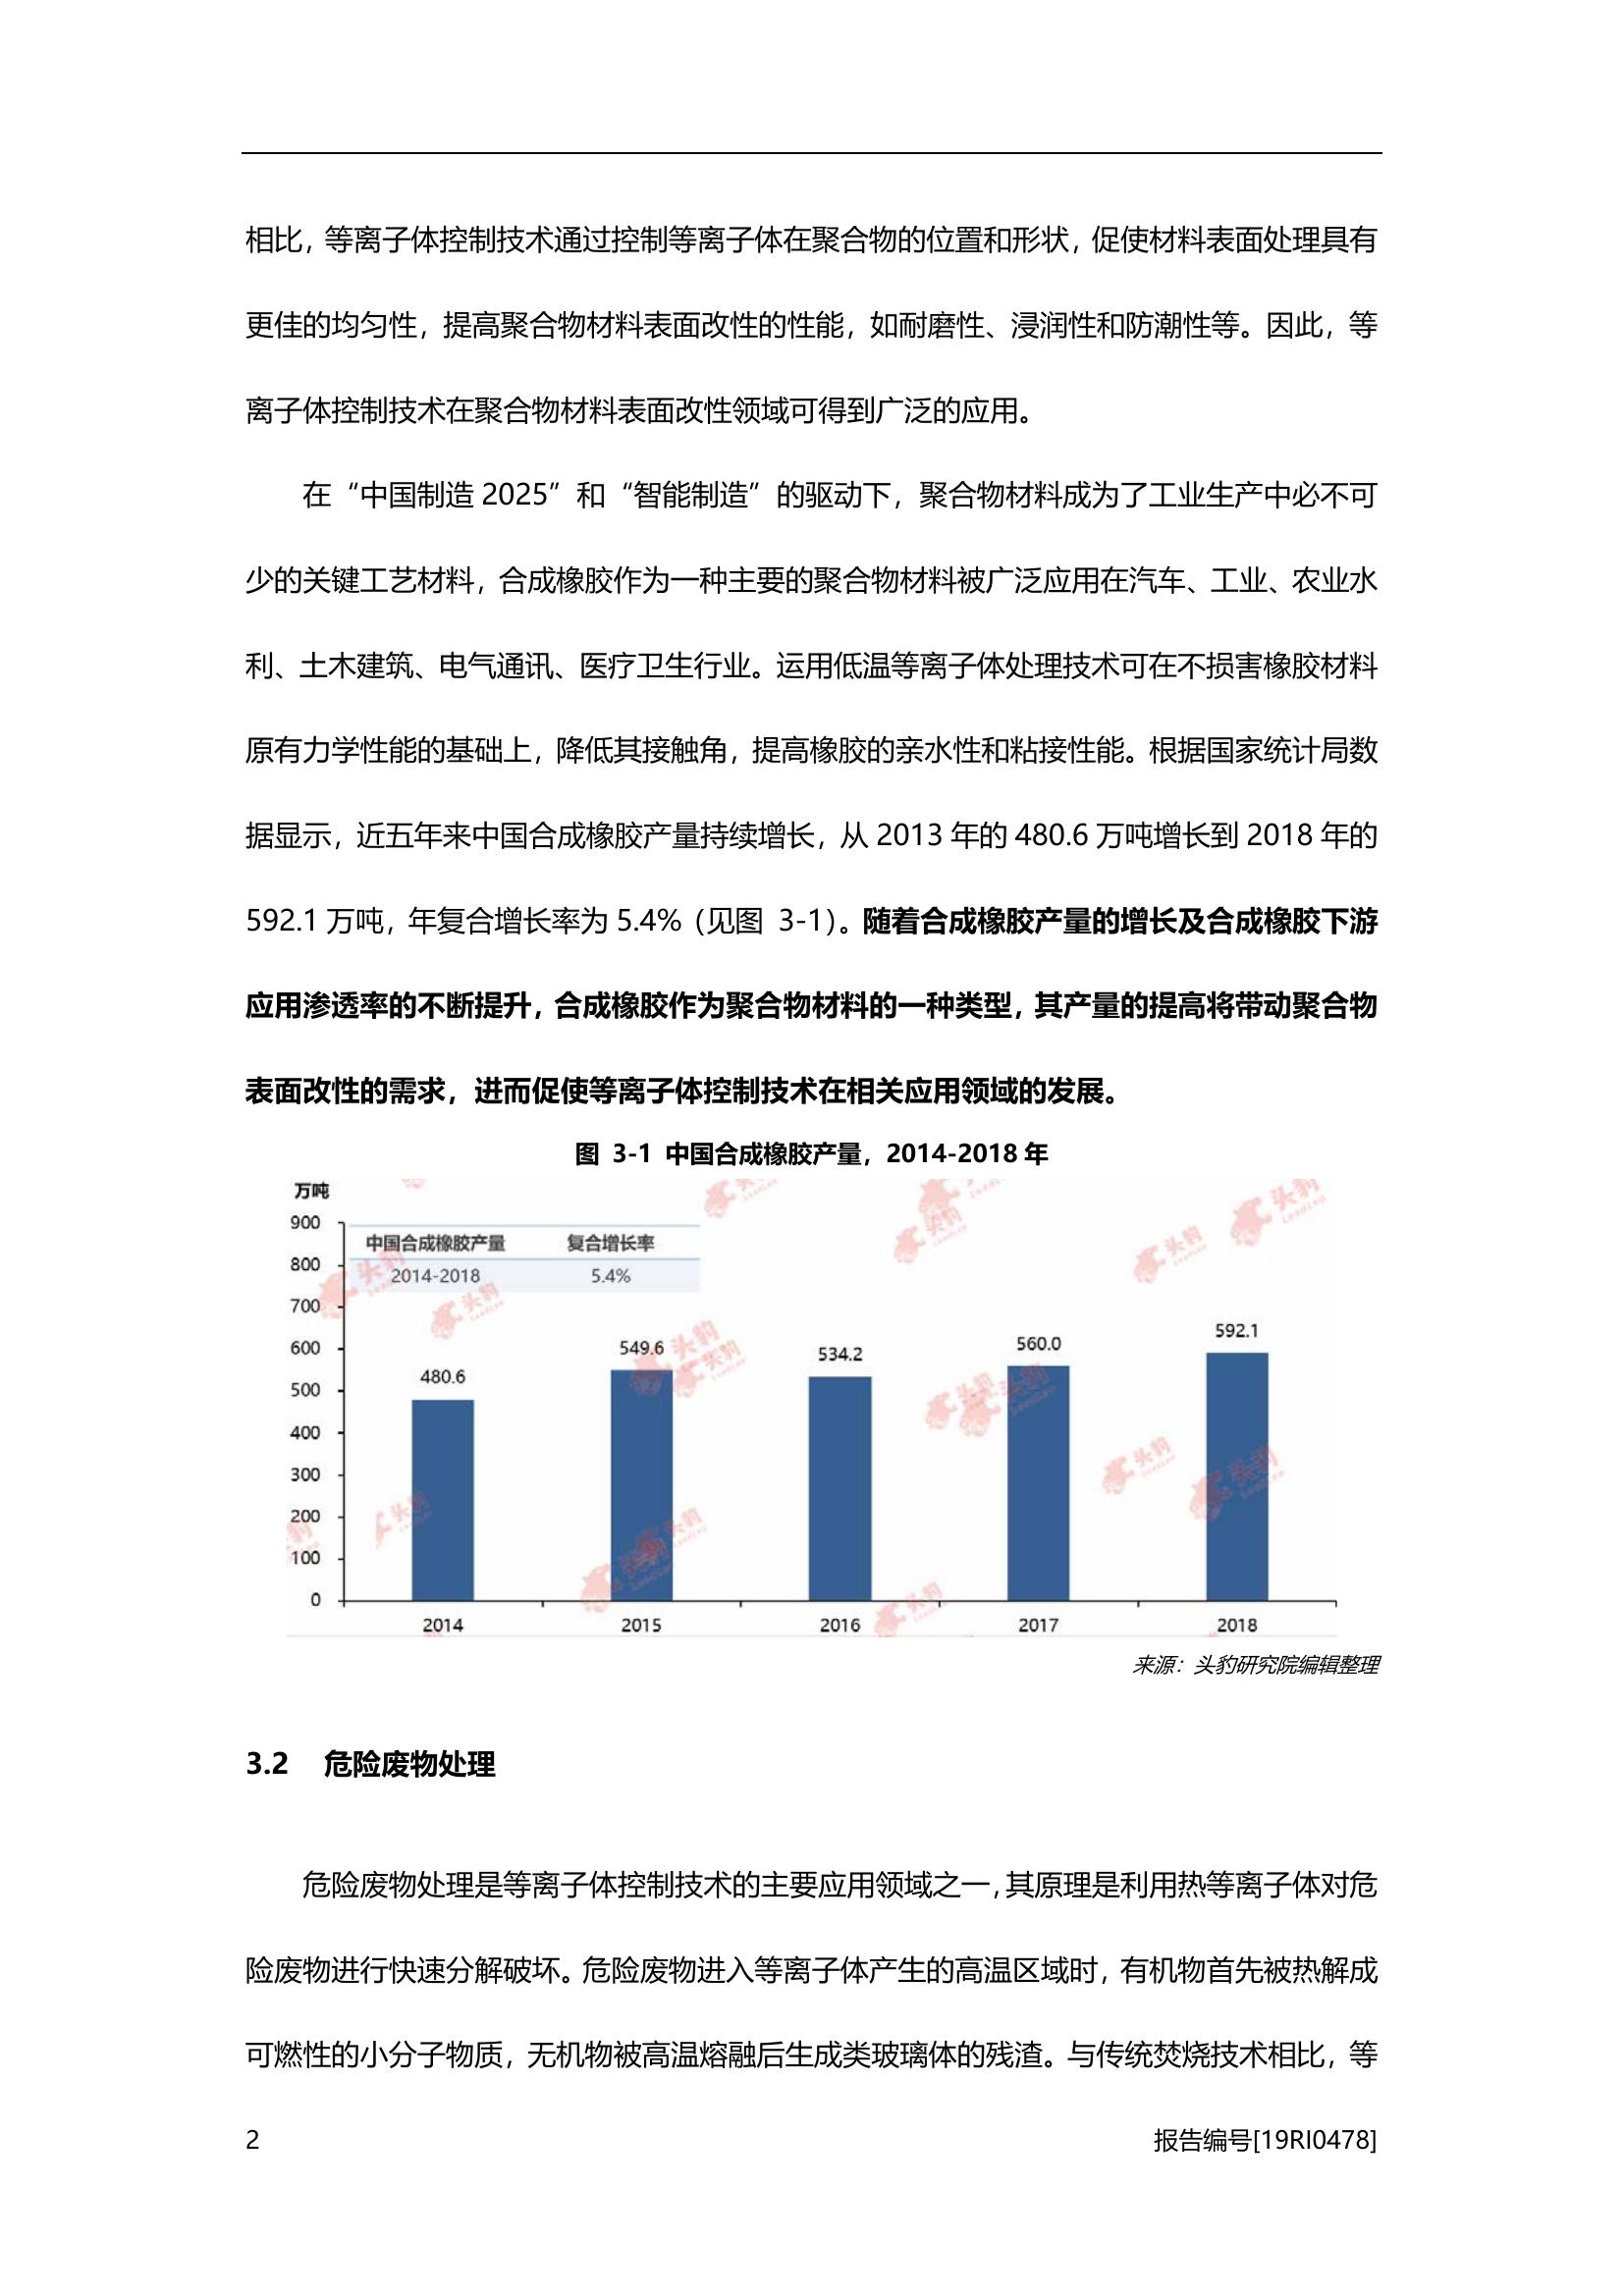 相比，等离子体控制技术通过控制等离子体在聚合物的位置和形状，促使材料表面处理具有
更佳的均匀性，提高聚合物材料表面改性的性能，如耐磨性、浸润性和防潮性等。因此，等
离子体控制技术在聚合物材料表面改性领域可得到广泛的应用。
在“中国制造 2025”和“智能制造”的驱动下，聚合物材料成为了工业生产中必不可
少的关键工艺材料，合成橡胶作为一种主要的聚合物材料被广泛应用在汽车、工业、农业水
利、土木建筑、电气通讯、医疗卫生行业。运用低温等离子体处理技术可在不损害橡胶材料
原有力学性能的基础上，降低其接触角，提高橡胶的亲水性和粘接性能。根据国家统计局数
据显示，近五年来中国合成橡胶产量持续增长，从 2013 年的 480.6 万吨增长到 2018 年的
592.1 万吨，年复合增长率为 5.4%（见图 3-1）。随着合成橡胶产量的增长及合成橡胶下游
应用渗透率的不断提升，合成橡胶作为聚合物材料的一种类型，其产量的提高将带动聚合物
表面改性的需求，进而促使等离子体控制技术在相关应用领域的发展。
图 3-1 中国合成橡胶产量，2014-2018 年
万吨
900
800
700
600
500
400
300
200
100
0
中国合成橡胶产量 复合增长率
2014-2018 5.4%
480.6
549.6
534.2
560.0
592.1
2014 2015 2016 2017 2018
来源：头豹研究院编辑整理
3.2 危险废物处理
危险废物处理是等离子体控制技术的主要应用领域之一，其原理是利用热等离子体对危
险废物进行快速分解破坏。危险废物进入等离子体产生的高温区域时，有机物首先被热解成
可燃性的小分子物质，无机物被高温熔融后生成类玻璃体的残渣。与传统焚烧技术相比，等
2 报告编号[19RI0478]